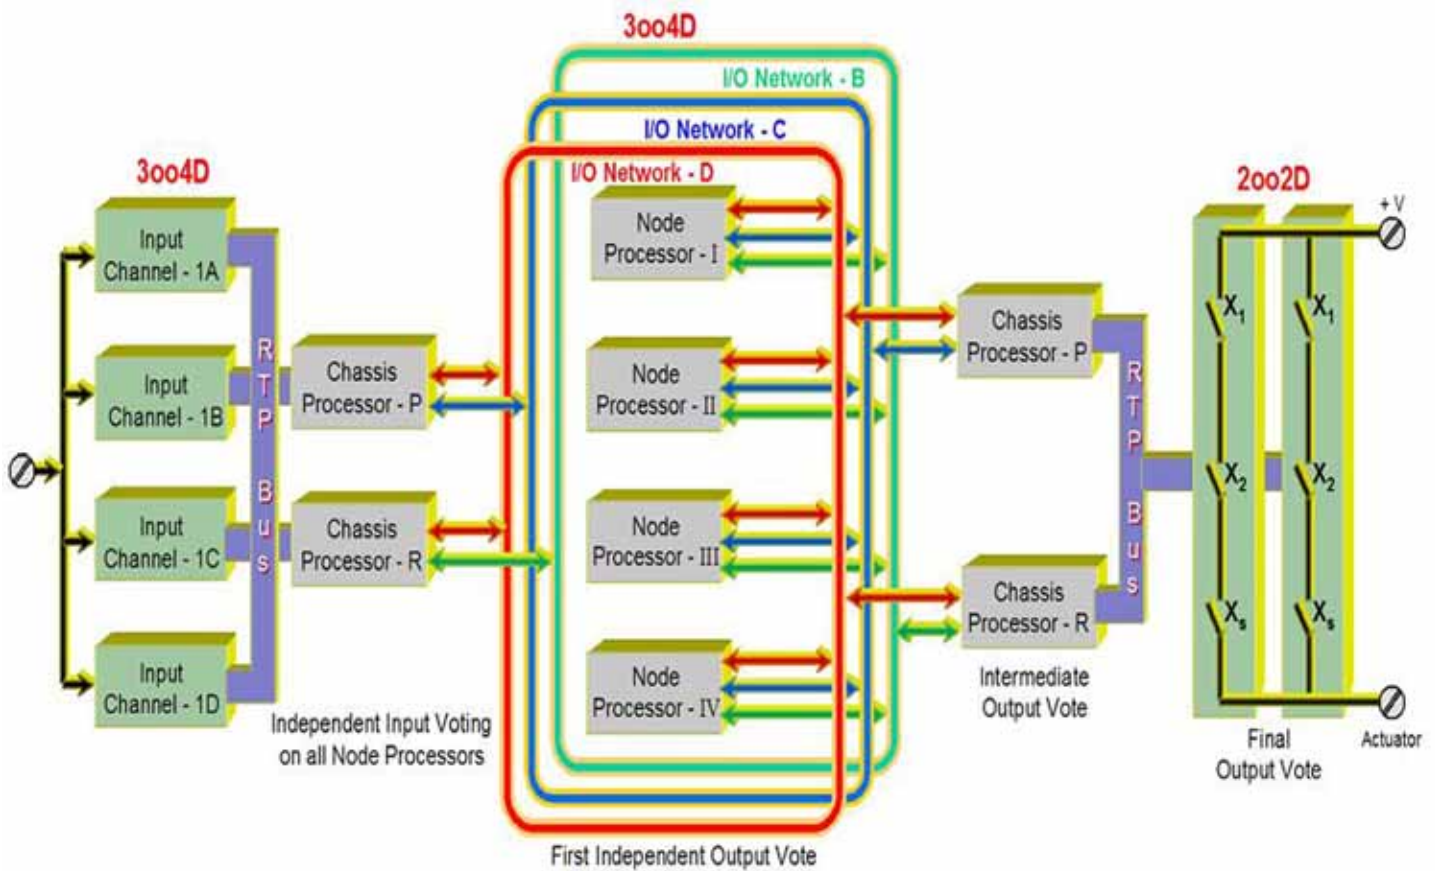 3oo4D
I/O Network - B
I/O Network - C
I/O Network - D
3oo4D
Input
Channel - 1A
Input
Channel - 1B
Input
Channel - 1C
Input
Channel - 1D
RTP Bus
Chassis
Processor - P
Chassis
Processor - R
Independent Input Voting
on all Node Processors
Node
Processor - I
Node
Processor - II
Node
Processor - III
Node
Processor - IV
First Independent Output Vote
Chassis
Processor - P
Chassis
Processor - R
Intermediate
Output Vote
RTP Bus
2oo2D
+ V
X₁
X₁
X₂
X₂
Xₛ
Xₛ
Final
Output Vote
Actuator